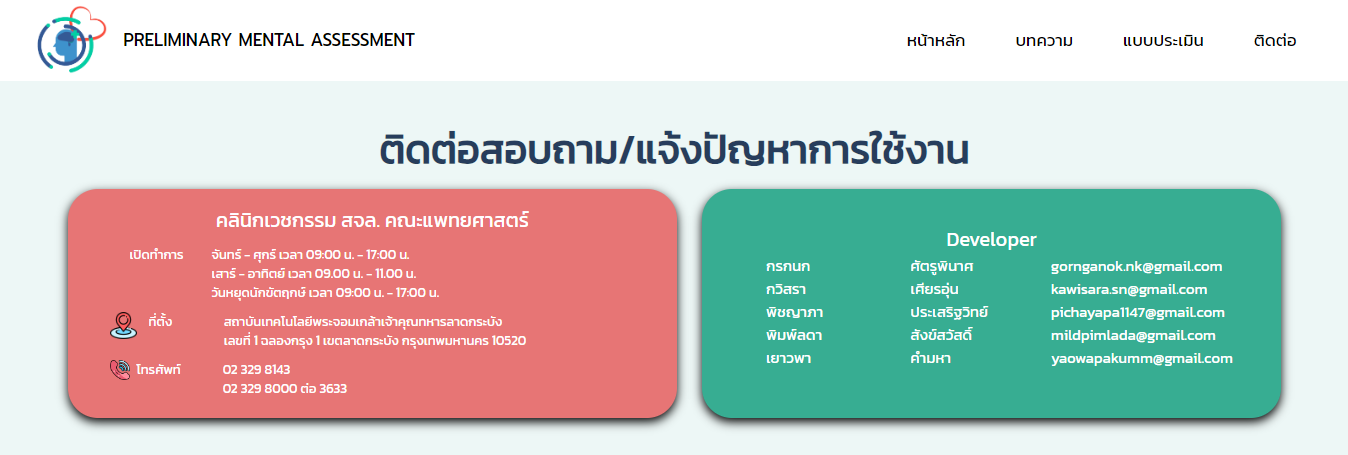 PRELIMINARY MENTAL ASSESSMENT
หน้าหลัก บทความ แบบประเมิน ติดต่อ
ติดต่อสอบถาม/แจ้งปัญหาการใช้งาน
คลินิกเวชกรรม สจล. คณะแพทยศาสตร์
เปิดทำการ จันทร์ - ศุกร์ เวลา 09:00 น. - 17:00 น.
เสาร์ - อาทิตย์ เวลา 09.00 น. - 11.00 น.
วันหยุดนักขัตฤกษ์ เวลา 09:00 น. - 17:00 น.
ที่ตั้ง สถาบันเทคโนโลยีพระจอมเกล้าเจ้าคุณทหารลาดกระบัง
เลขที่ 1 ฉลองกรุง 1 เขตลาดกระบัง กรุงเทพมหานคร 10520
โทรศัพท์ 02 329 8143
02 329 8000 ต่อ 3633
Developer
กรกนก ศัตรูพินาศ gornganok.nk@gmail.com
กวิสรา เศียรอุ่น kawisara.sn@gmail.com
พิชญาภา ประเสริฐวิทย์ pichayapa1147@gmail.com
พิมพ์ลดา สังข์สวัสดิ์ mildpimlada@gmail.com
เยาวพา คำมหา yaowapakumm@gmail.com